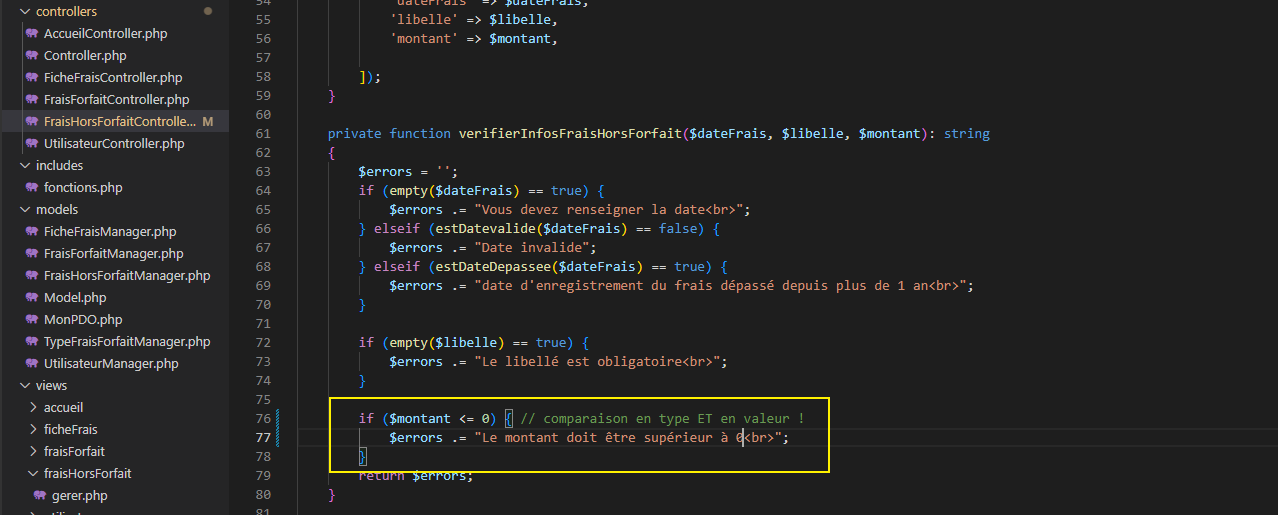 controllers
AccueilController.php
Controller.php
FicheFraisController.php
FraisForfaitController.php
FraisHorsForfaitControlle... M
UtilisateurController.php
includes
fonctions.php
models
FicheFraisManager.php
FraisForfaitManager.php
FraisHorsForfaitManager.php
Model.php
MonPDO.php
TypeFraisForfaitManager.php
UtilisateurManager.php
views
accueil
ficheFrais
fraisForfait
fraisHorsForfait
gerer.php
54 'dateFrais' => $dateFrais,
55 'libelle' => $libelle,
56 'montant' => $montant,
57
58 ]);
59 }
60
61 private function verifierInfosFraisHorsForfait($dateFrais, $libelle, $montant): string
62 {
63 $errors = '';
64 if (empty($dateFrais) == true) {
65 $errors .= "Vous devez renseigner la date<br>";
66 } elseif (estDatevalide($dateFrais) == false) {
67 $errors .= "Date invalide";
68 } elseif (estDateDepassee($dateFrais) == true) {
69 $errors .= "date d'enregistrement du frais dépassé depuis plus de 1 an<br>";
70 }
71
72 if (empty($libelle) == true) {
73 $errors .= "Le libellé est obligatoire<br>";
74 }
75
76 if ($montant <= 0) { // comparaison en type ET en valeur !
77 $errors .= "Le montant doit être supérieur à 0<br>";
78 }
79 return $errors;
80 }
81